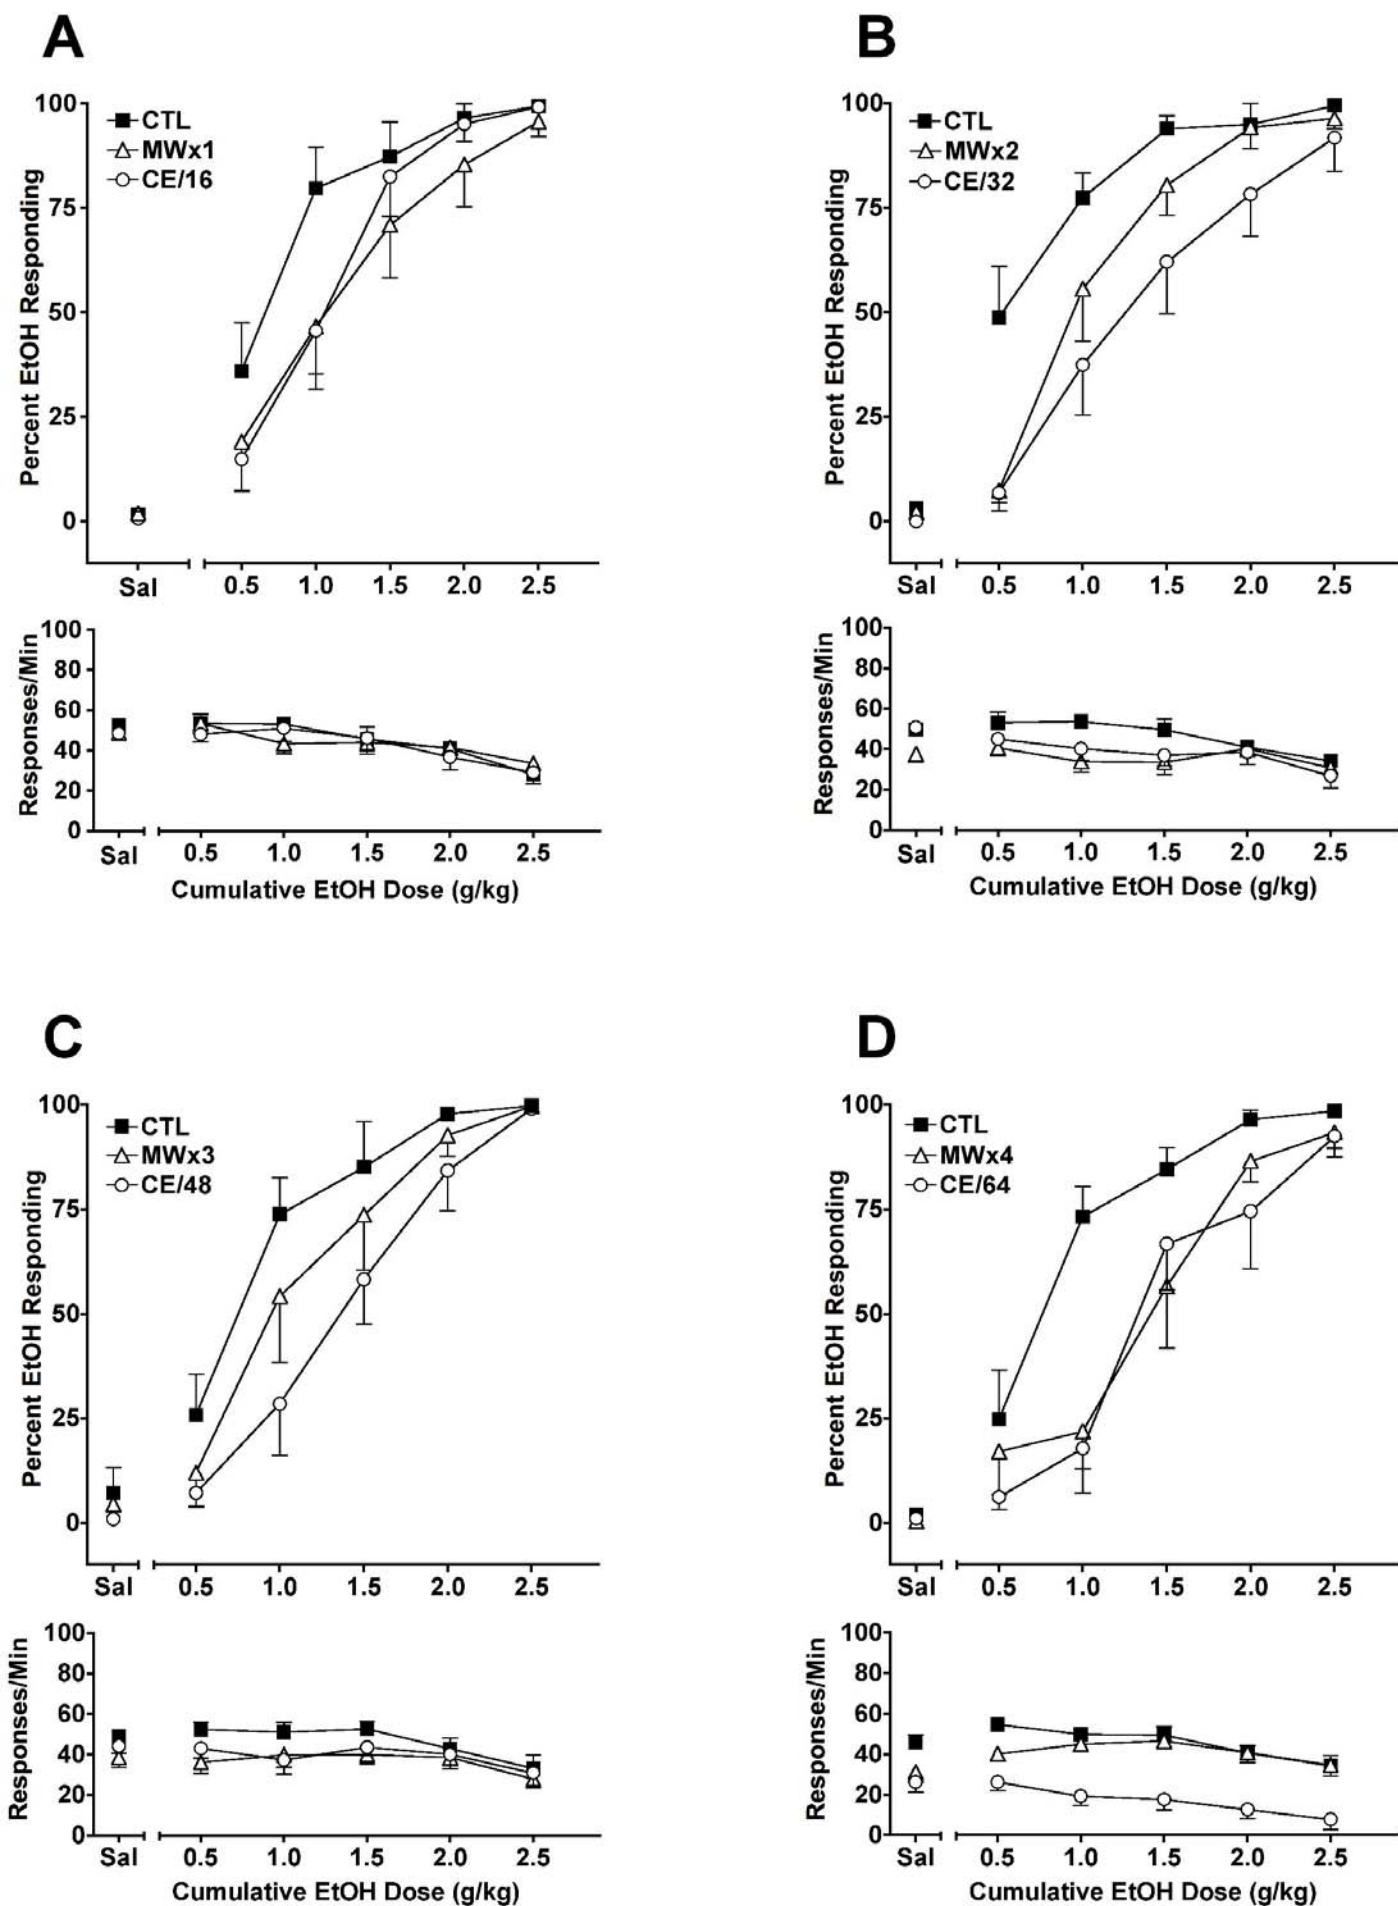 A
Percent EtOH Responding
100
75
50
25
0
CTL
MWx1
CE/16
Sal 0.5 1.0 1.5 2.0 2.5
Responses/Min
100
80
60
40
20
0
Sal 0.5 1.0 1.5 2.0 2.5
Cumulative EtOH Dose (g/kg)
B
Percent EtOH Responding
100
75
50
25
0
CTL
MWx2
CE/32
Sal 0.5 1.0 1.5 2.0 2.5
Responses/Min
100
80
60
40
20
0
Sal 0.5 1.0 1.5 2.0 2.5
Cumulative EtOH Dose (g/kg)
C
Percent EtOH Responding
100
75
50
25
0
CTL
MWx3
CE/48
Sal 0.5 1.0 1.5 2.0 2.5
Responses/Min
100
80
60
40
20
0
Sal 0.5 1.0 1.5 2.0 2.5
Cumulative EtOH Dose (g/kg)
D
Percent EtOH Responding
100
75
50
25
0
CTL
MWx4
CE/64
Sal 0.5 1.0 1.5 2.0 2.5
Responses/Min
100
80
60
40
20
0
Sal 0.5 1.0 1.5 2.0 2.5
Cumulative EtOH Dose (g/kg)